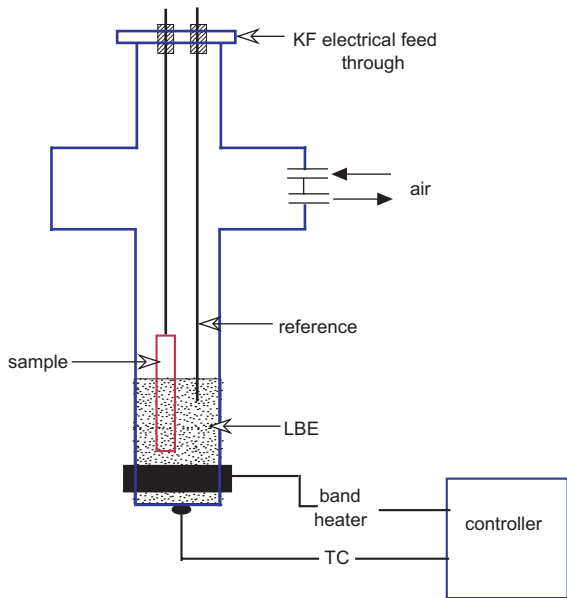 KF electrical feed
through
air
reference
sample
LBE
band
heater
controller
TC